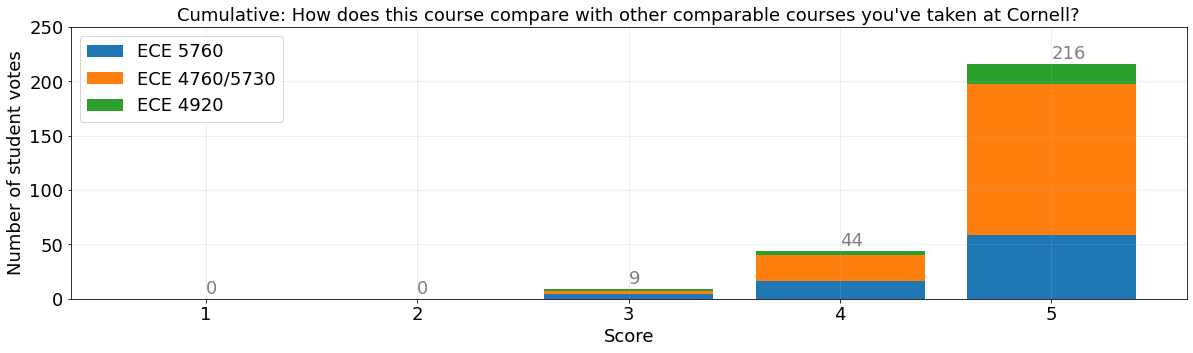 Cumulative: How does this course compare with other comparable courses you've taken at Cornell?
Number of student votes
250
200
150
100
50
0
ECE 5760
ECE 4760/5730
ECE 4920
0
0
9
44
216
1
2
3
4
5
Score